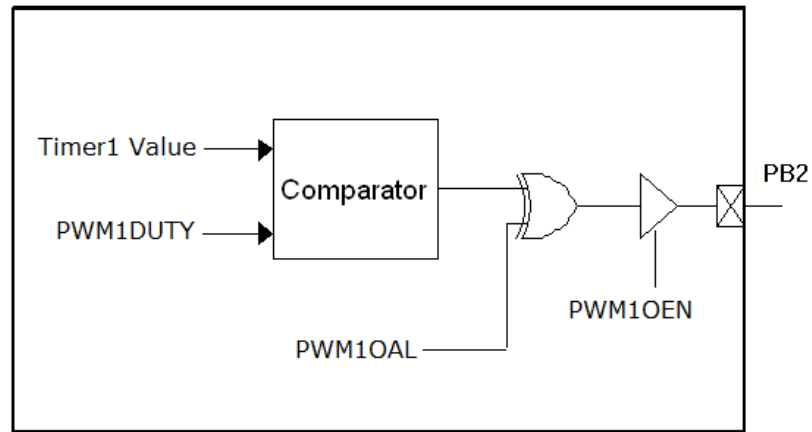 Timer1 Value
PWM1DUTY
Comparator
PB2
PWM1OEN
PWM1OAL